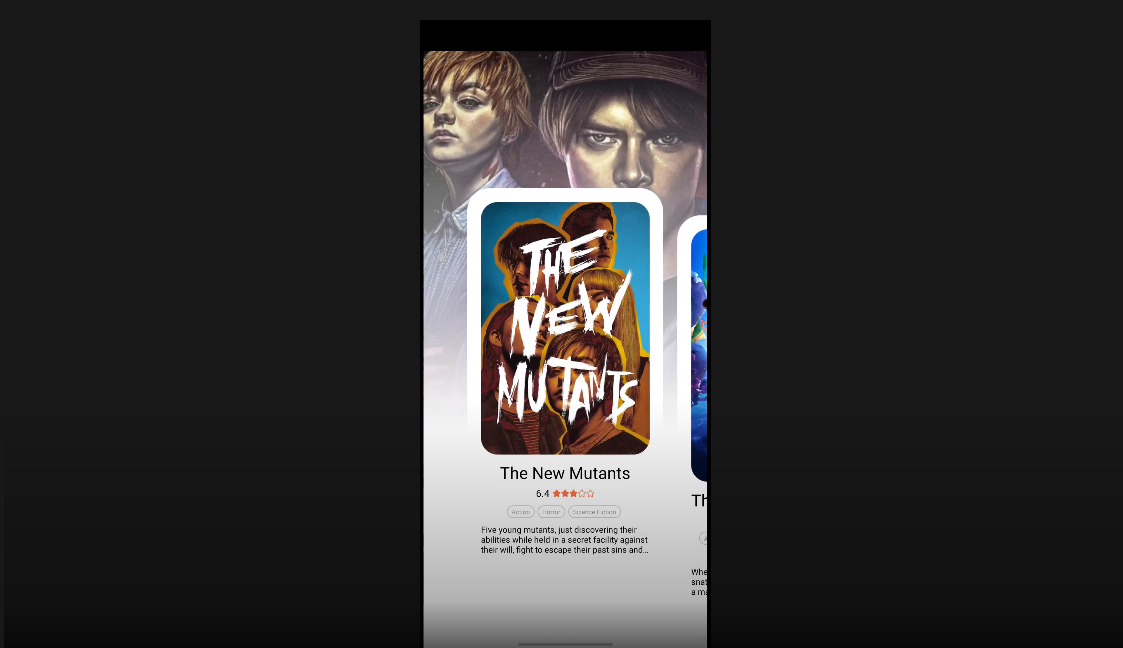 THE
NEW
MUTANTS
The New Mutants
6.4
Action Horror Science Fiction
Five young mutants, just discovering their
abilities while held in a secret facility against
their will, fight to escape their past sins and...
Th
A
Whe
snat
a ma